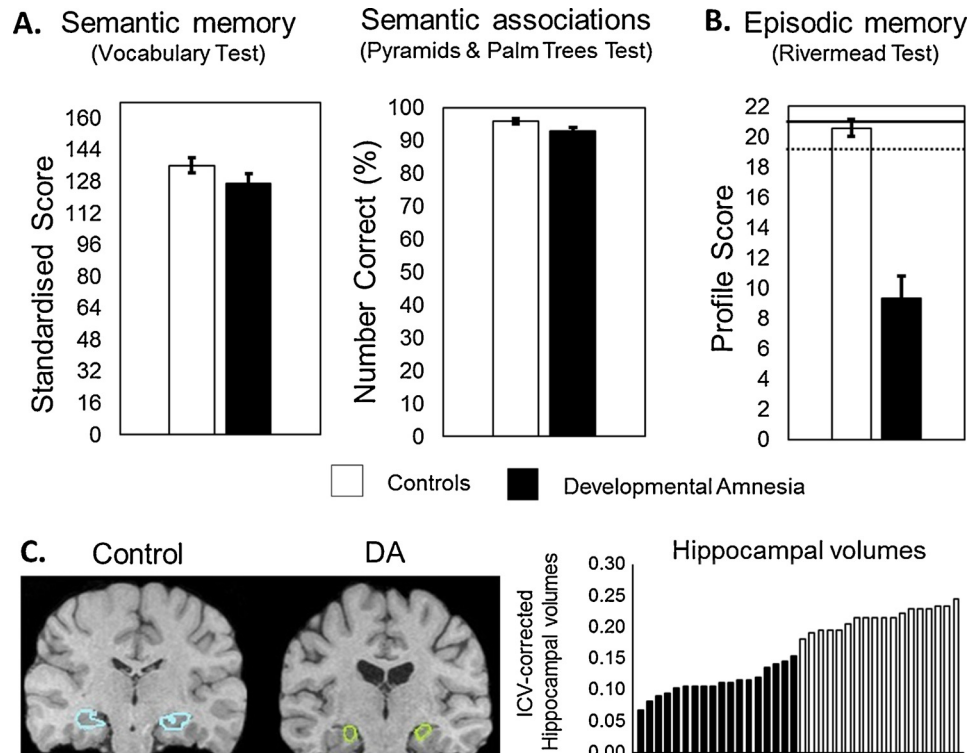 A. Semantic memory
(Vocabulary Test)
Semantic associations
(Pyramids & Palm Trees Test)
B. Episodic memory
(Rivermead Test)
Standardised Score
160
144
128
112
96
80
64
48
32
16
0
Number Correct (%)
100
90
80
70
60
50
40
30
20
10
0
Profile Score
22
20
18
16
14
12
10
8
6
4
2
0
Controls
Developmental Amnesia
C. Control
DA
Hippocampal volumes
ICV-corrected
Hippocampal volumes
0.30
0.25
0.20
0.15
0.10
0.05
0.00